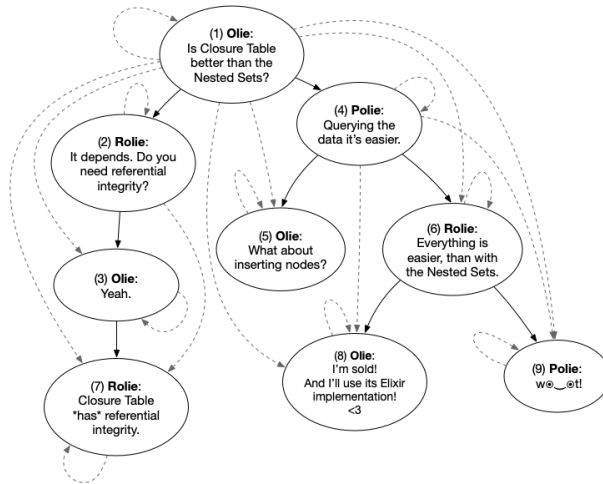 (1) Olie:
Is Closure Table
better than the
Nested Sets?
(2) Rolie:
It depends. Do you
need referential
integrity?
(4) Polie:
Querying the
data it's easier.
(3) Olie:
Yeah.
(5) Olie:
What about
inserting nodes?
(6) Rolie:
Everything is
easier, than with
the Nested Sets.
(7) Rolie:
Closure Table
*has* referential
integrity.
(8) Olie:
I'm sold!
And I'll use its Elixir
implementation!
<3
(9) Polie:
w⊙‿⊙t!